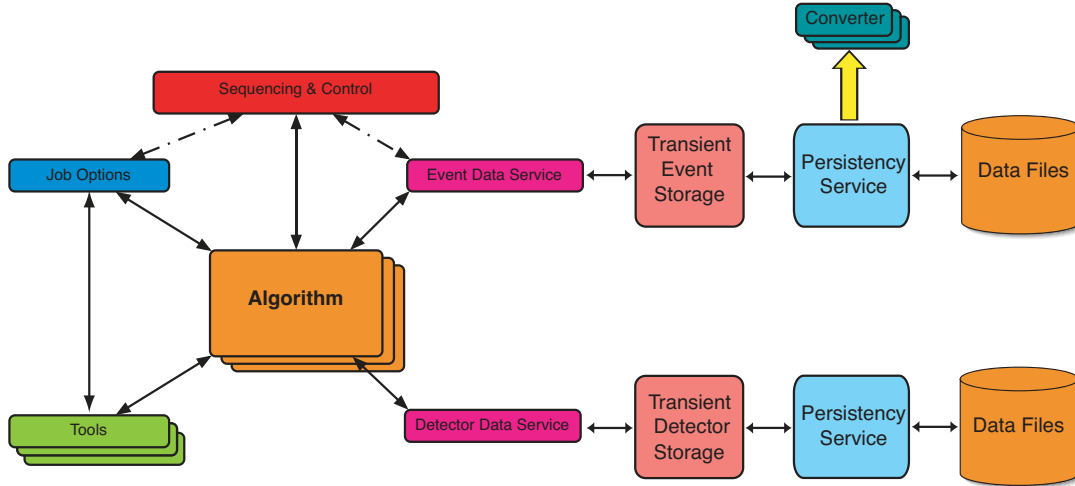 Converter
Sequencing & Control
Job Options
Event Data Service
Transient
Event
Storage
Persistency
Service
Data Files
Algorithm
Tools
Detector Data Service
Transient
Detector
Storage
Persistency
Service
Data Files